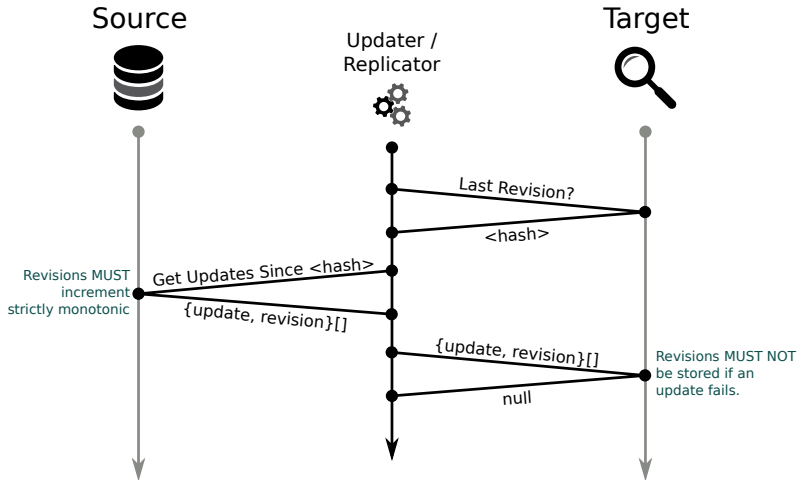 Source
Updater /
Replicator
Target
Last Revision?
<hash>
Get Updates Since <hash>
Revisions MUST
increment
strictly monotonic
{update, revision}[]
{update, revision}[]
Revisions MUST NOT
be stored if an
update fails.
null